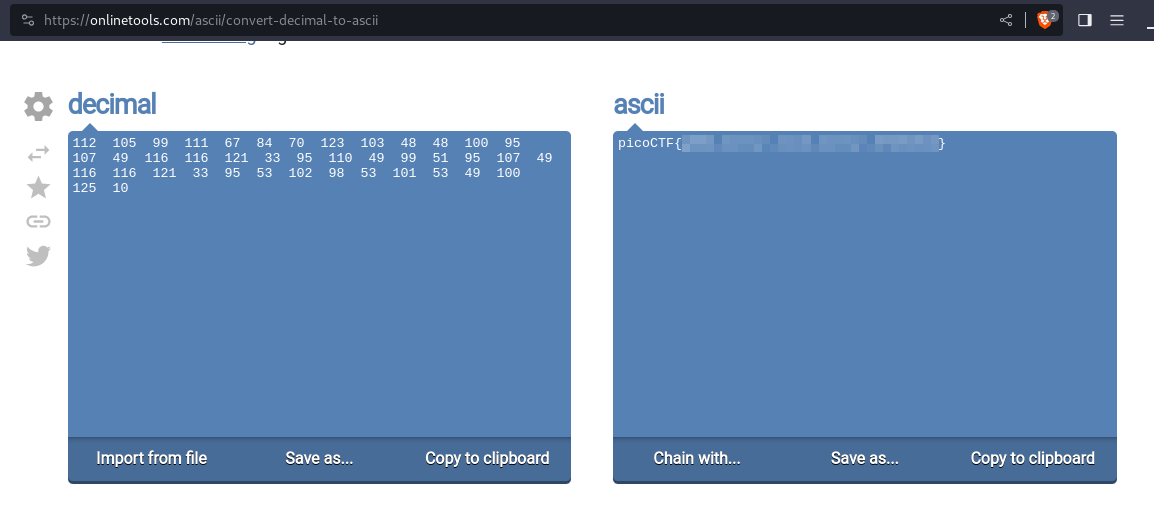 https://onlinetools.com/ascii/convert-decimal-to-ascii
2
decimal
ascii
112 105 99 111 67 84 70 123 103 48 48 100 95
107 49 116 116 121 33 95 110 49 99 51 95 107 49
116 116 121 33 95 53 102 98 53 101 53 49 100
125 10
picoCTF{ }
Import from file
Save as...
Copy to clipboard
Chain with...
Save as...
Copy to clipboard